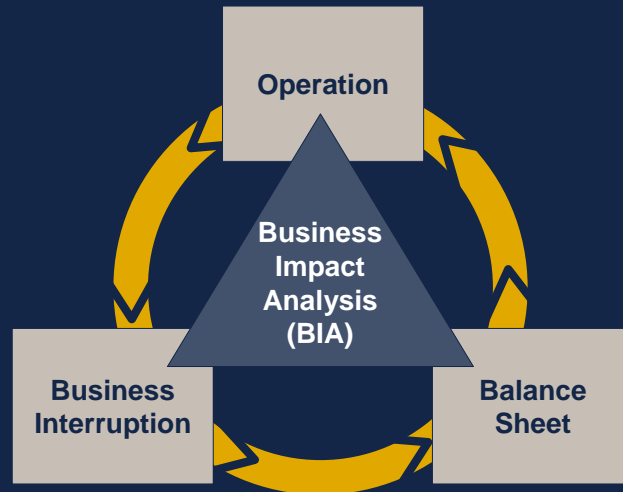 Operation
Business
Impact
Analysis
(BIA)
Business
Interruption
Balance
Sheet